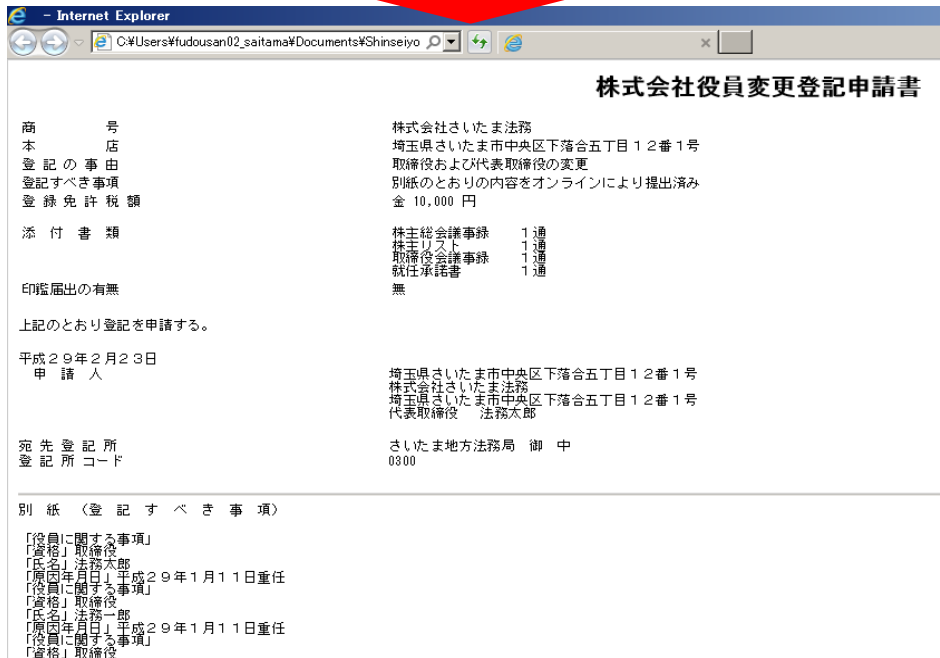 - Internet Explorer
C:¥Users¥fudousan02_saitama¥Documents¥Shinseiyo
株式会社役員変更登記申請書
商　　　　　号　　株式会社さいたま法務
本　　　　　店　　埼玉県さいたま市中央区下落合五丁目１２番１号
登 記 の 事 由　　取締役および代表取締役の変更
登記すべき事項　　別紙のとおりの内容をオンラインにより提出済み
登 録 免 許 税 額　　金 10,000 円
添　付　書　類　　株主総会議事録　　１通
株主リスト　　１通
取締役会議事録　　１通
就任承諾書　　１通
印鑑届出の有無　　無
上記のとおり登記を申請する。
平成２９年２月２３日
申　請　人　　埼玉県さいたま市中央区下落合五丁目１２番１号
株式会社さいたま法務
埼玉県さいたま市中央区下落合五丁目１２番１号
代表取締役　　法務太郎
宛 先 登 記 所　　さいたま地方法務局　御　中
登 記 所 コード　　0300
別　紙　（登　記　す　べ　き　事　項）
「役員に関する事項」
「資格」取締役
「氏名」法務太郎
「原因年月日」平成２９年１月１１日重任
「役員に関する事項」
「資格」取締役
「氏名」法務一郎
「原因年月日」平成２９年１月１１日重任
「役員に関する事項」
「資格」取締役